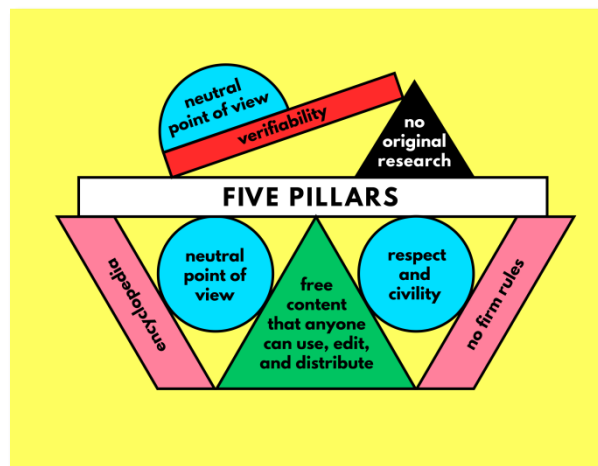 neutral
point of view
verifiability
no
original
research
FIVE PILLARS
encyclopedia
neutral
point of
view
free
content
that anyone
can use, edit,
and distribute
respect
and
civility
no firm rules